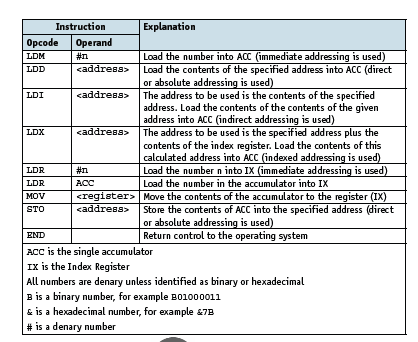 Instruction Explanation
Opcode Operand
LDM #n Load the number into ACC (immediate addressing is used)
LDD <address> Load the contents of the specified address into ACC (direct
or absolute addressing is used)
LDI <address> The address to be used is the contents of the specified
address. Load the contents of the contents of the given
address into ACC (indirect addressing is used)
LDX <address> The address to be used is the specified address plus the
contents of the index register. Load the contents of this
calculated address into ACC (indexed addressing is used)
LDR #n Load the number n into IX (immediate addressing is used)
LDR ACC Load the number in the accumulator into IX
MOV <register> Move the contents of the accumulator to the register (IX)
STO <address> Store the contents of ACC into the specified address (direct
or absolute addressing is used)
END Return control to the operating system
ACC is the single accumulator
IX is the Index Register
All numbers are denary unless identified as binary or hexadecimal
B is a binary number, for example B01000011
& is a hexadecimal number, for example &7B
# is a denary number